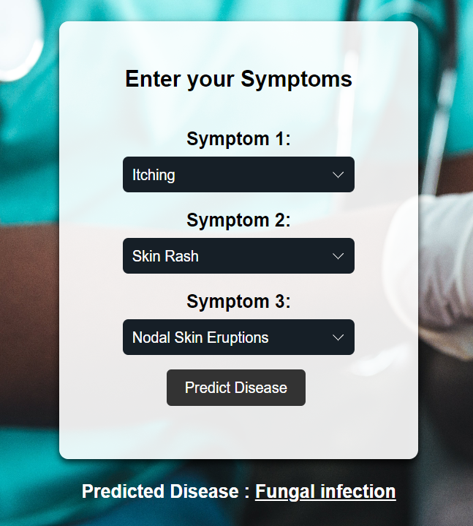 Enter your Symptoms
Symptom 1:
Itching
Symptom 2:
Skin Rash
Symptom 3:
Nodal Skin Eruptions
Predict Disease
Predicted Disease : Fungal infection